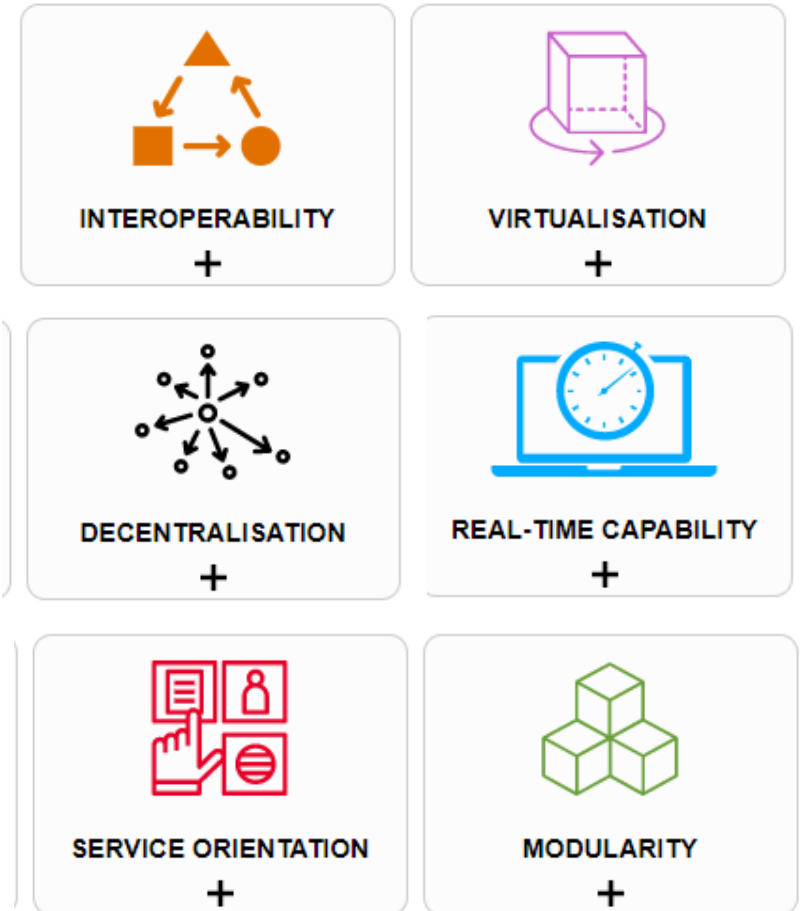 INTEROPERABILITY
+
VIRTUALISATION
+
DECENTRALISATION
+
REAL-TIME CAPABILITY
+
SERVICE ORIENTATION
+
MODULARITY
+